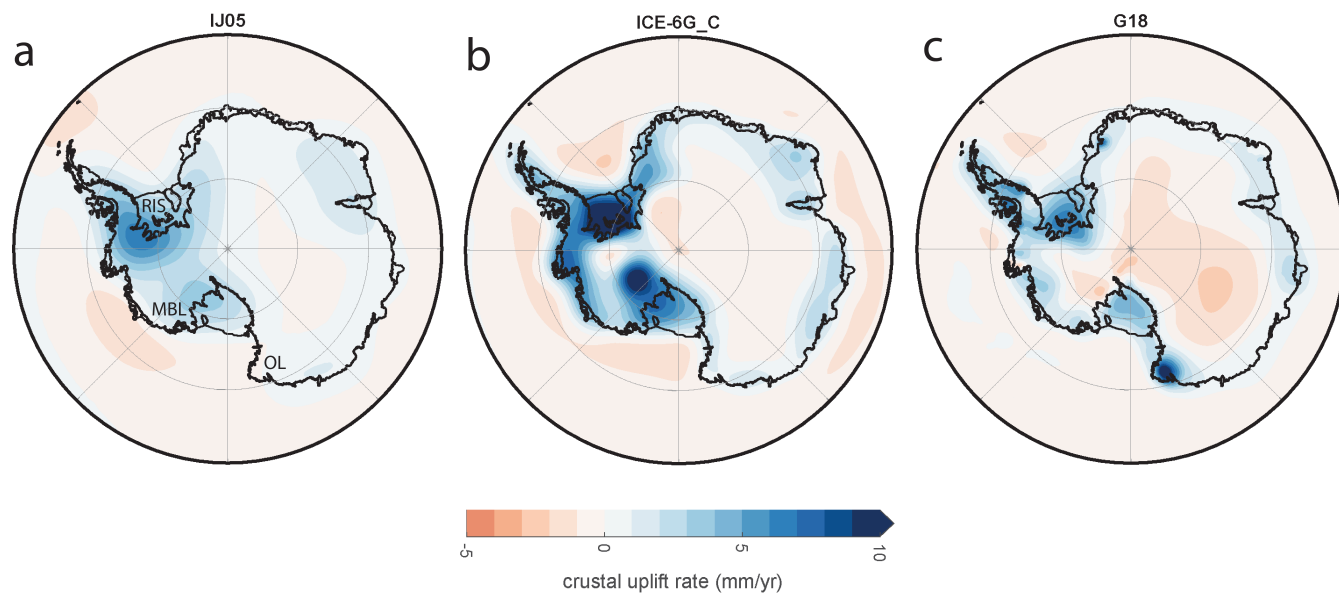 a
IJ05
RIS
MBL
OL
b
ICE-6G_C
c
G18
-5
0
5
10
crustal uplift rate (mm/yr)